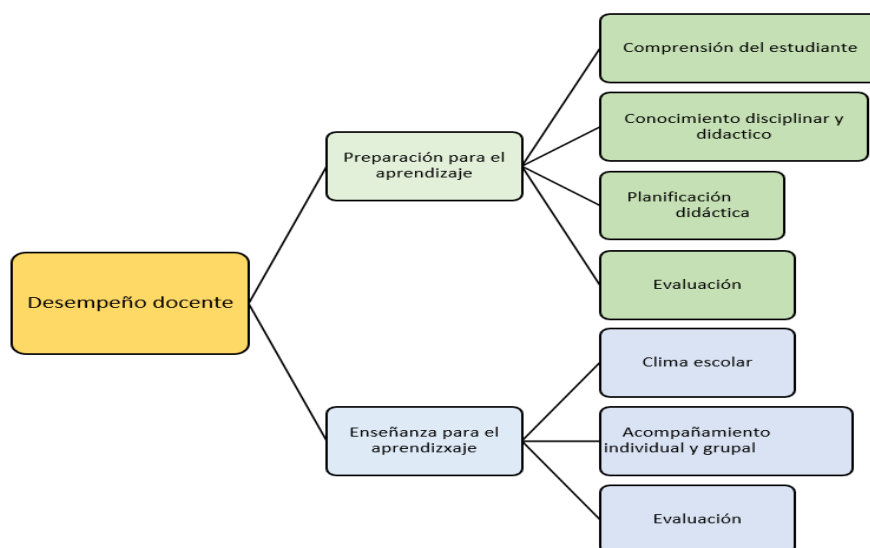 Desempeño docente
Preparación para el
aprendizaje
Comprensión del estudiante
Conocimiento disciplinar y
didactico
Planificación
didáctica
Evaluación
Enseñanza para el
aprendizxaje
Clima escolar
Acompañamiento
individual y grupal
Evaluación